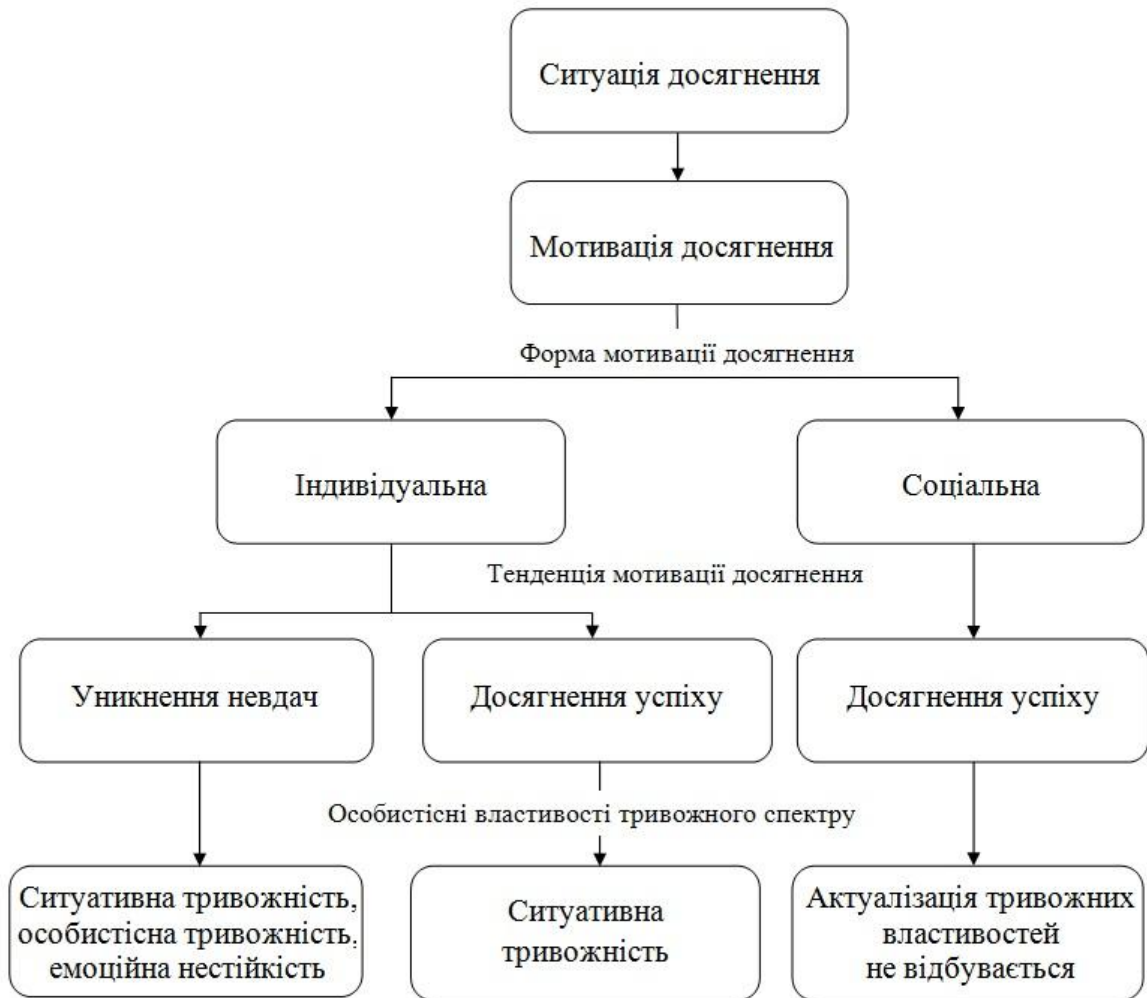 Ситуація досягнення
Мотивація досягнення
Форма мотивації досягнення
Індивідуальна
Соціальна
Тенденція мотивації досягнення
Уникнення невдач
Досягнення успіху
Досягнення успіху
Особистісні властивості тривожного спектру
Ситуативна тривожність,
особистісна тривожність,
емоційна нестійкість
Ситуативна
тривожність
Актуалізація тривожних
властивостей
не відбувається